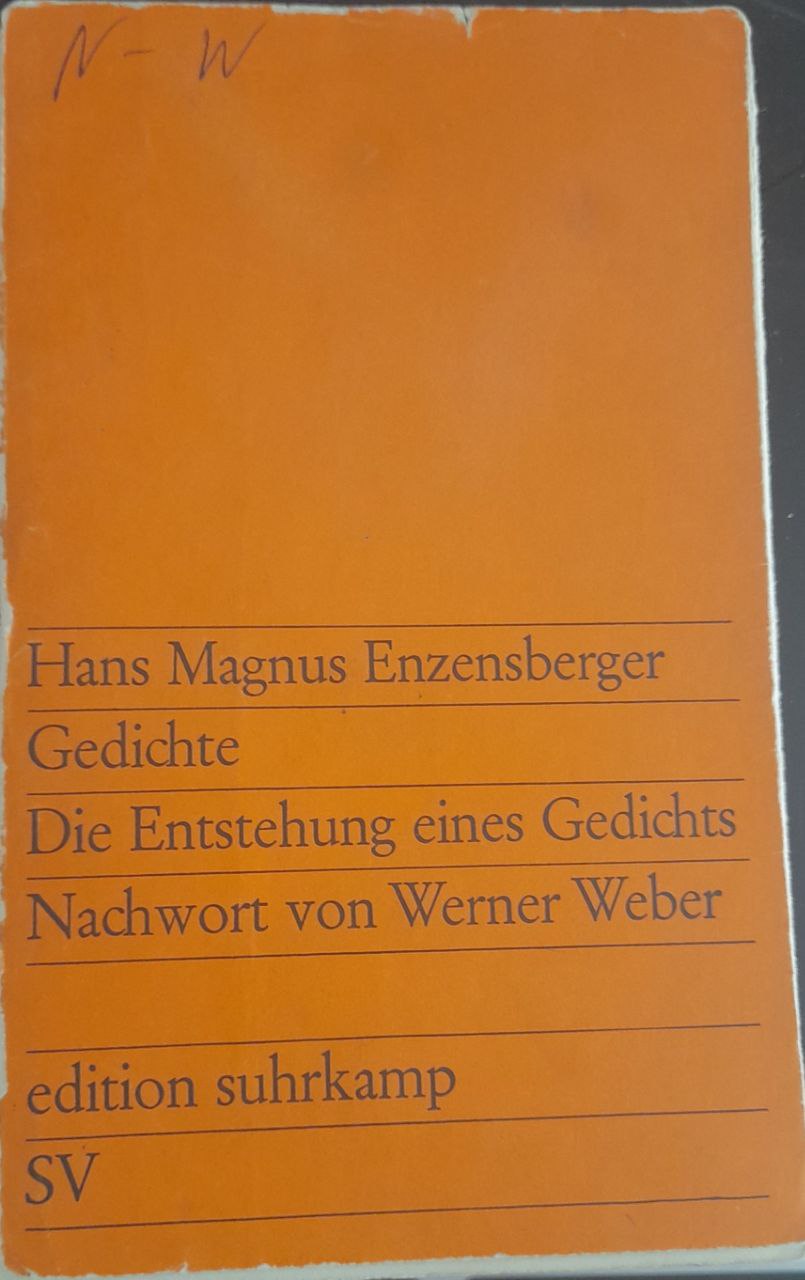 N - W
Hans Magnus Enzensberger
Gedichte
Die Entstehung eines Gedichts
Nachwort von Werner Weber
edition suhrkamp
SV